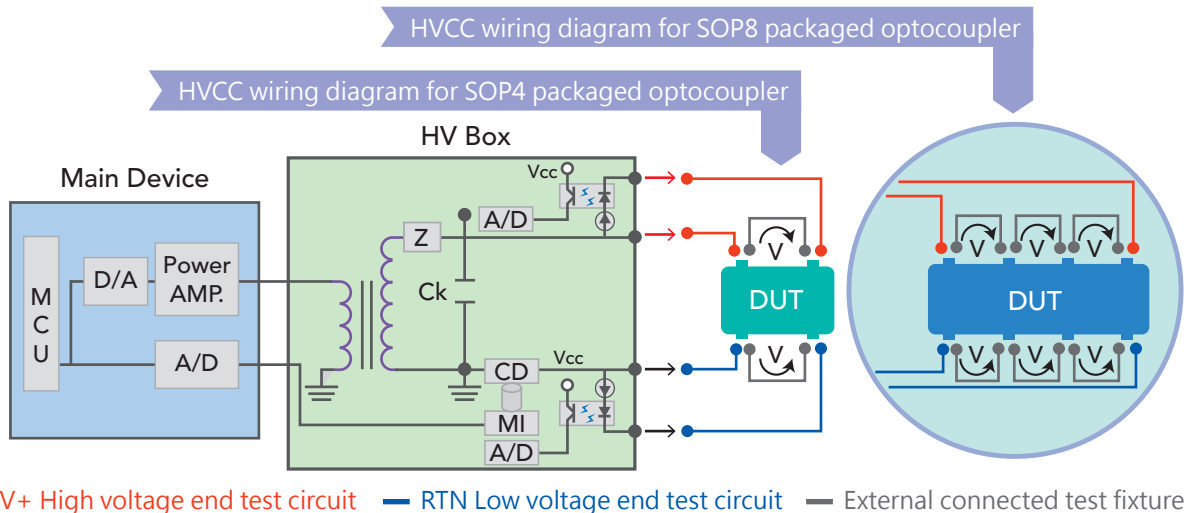 HVCC wiring diagram for SOP8 packaged optocoupler
HVCC wiring diagram for SOP4 packaged optocoupler
HV Box
Main Device
MCU
D/A
Power
AMP.
A/D
Z
Ck
Vcc
A/D
CD
MI
A/D
Vcc
V
DUT
V
V V V
DUT
V V V
V+ High voltage end test circuit
RTN Low voltage end test circuit
External connected test fixture